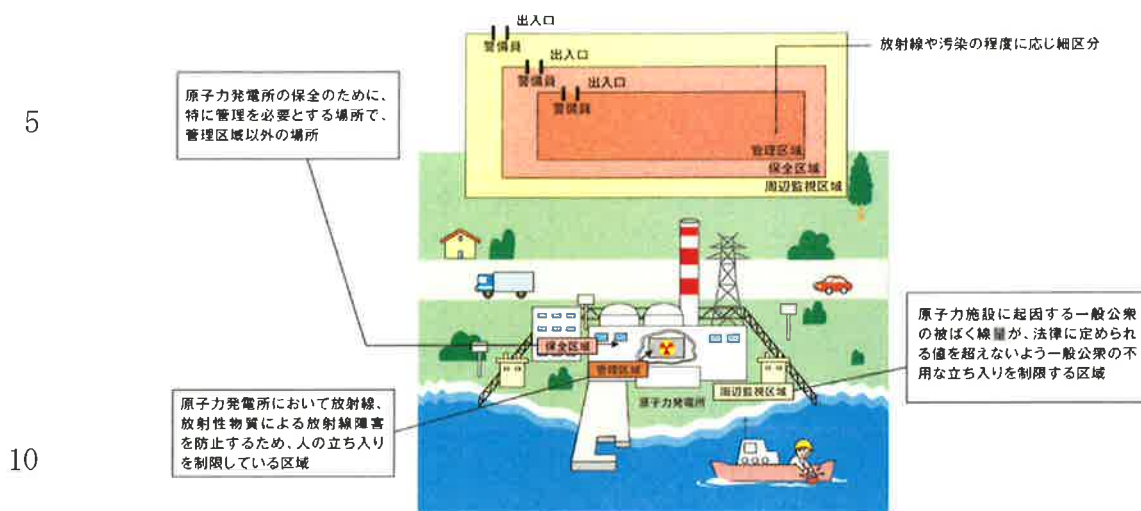 出入口
警備員
出入口
警備員
出入口
警備員
放射線や汚染の程度に応じ細区分
管理区域
保全区域
周辺監視区域
5
原子力発電所の保全のために、
特に管理を必要とする場所で、
管理区域以外の場所
保全区域
管理区域
原子力発電所
周辺監視区域
原子力施設に起因する一般公衆
の被ばく線量が、法律に定められ
る値を超えないよう一般公衆の不
用な立ち入りを制限する区域
原子力発電所において放射線、
放射性物質による放射線障害
を防止するため、人の立ち入り
を制限している区域
10